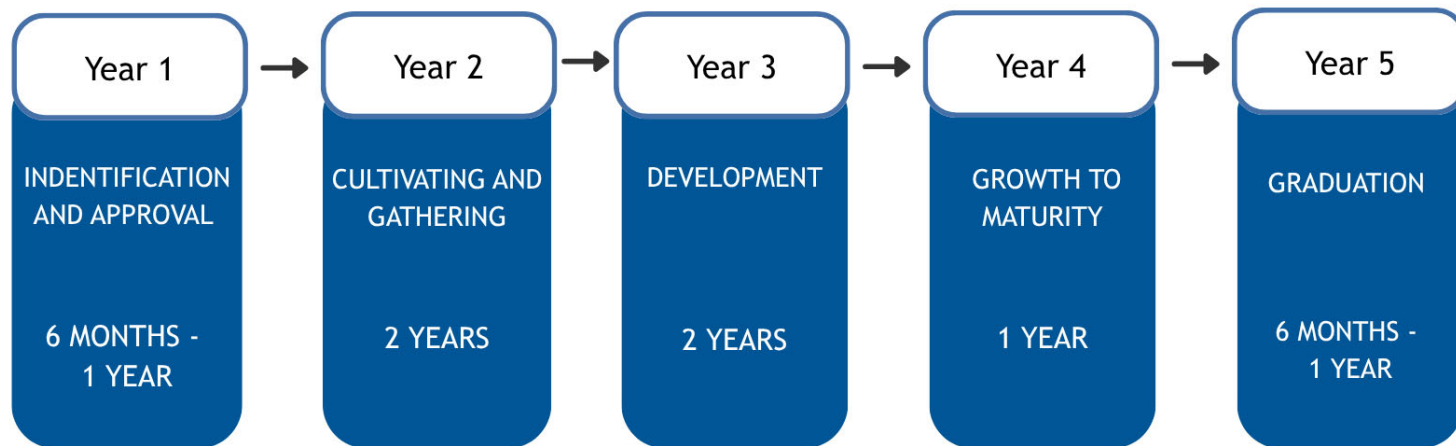 Year 1
Year 2
Year 3
Year 4
Year 5
INDENTIFICATION
AND APPROVAL
CULTIVATING AND
GATHERING
DEVELOPMENT
GROWTH TO
MATURITY
GRADUATION
6 MONTHS -
1 YEAR
2 YEARS
2 YEARS
1 YEAR
6 MONTHS -
1 YEAR